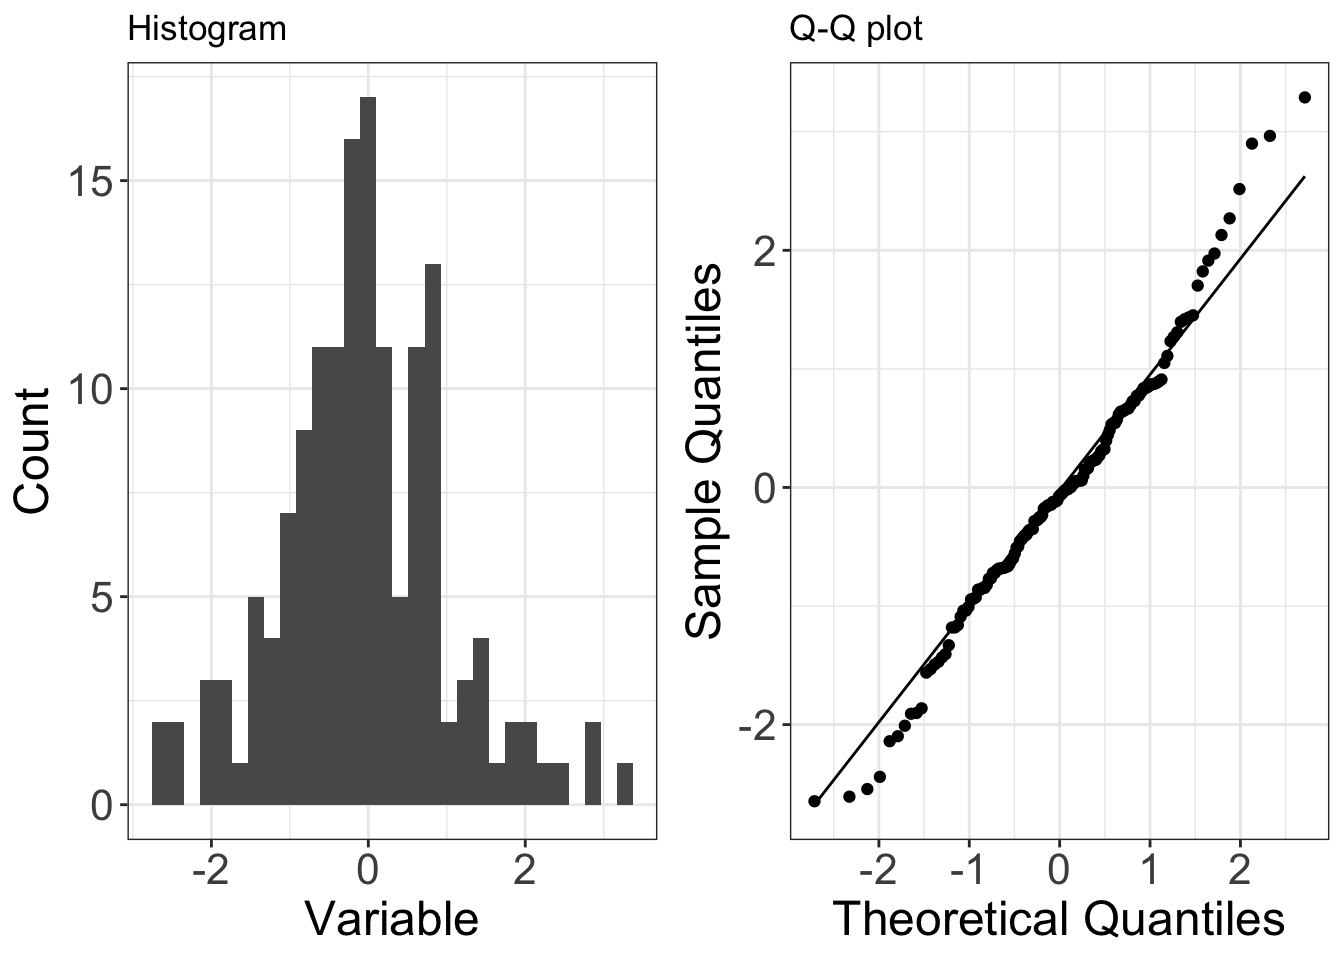 Histogram
Count
15
10
5
0
-2 0 2
Variable
Q-Q plot
Sample Quantiles
2
0
-2
-2 -1 0 1 2
Theoretical Quantiles